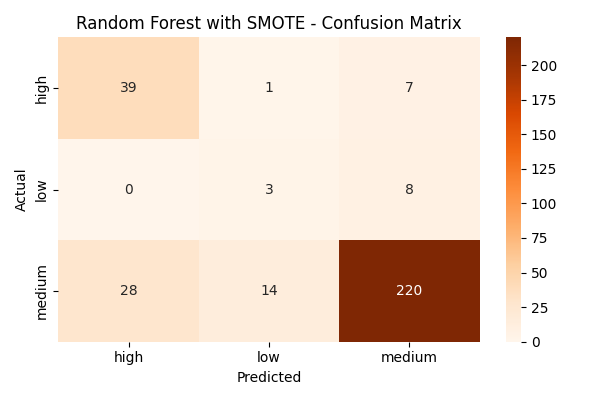 Random Forest with SMOTE - Confusion Matrix
Actual
high 39 1 7
low 0 3 8
medium 28 14 220
high low medium
Predicted
200
175
150
125
100
75
50
25
0